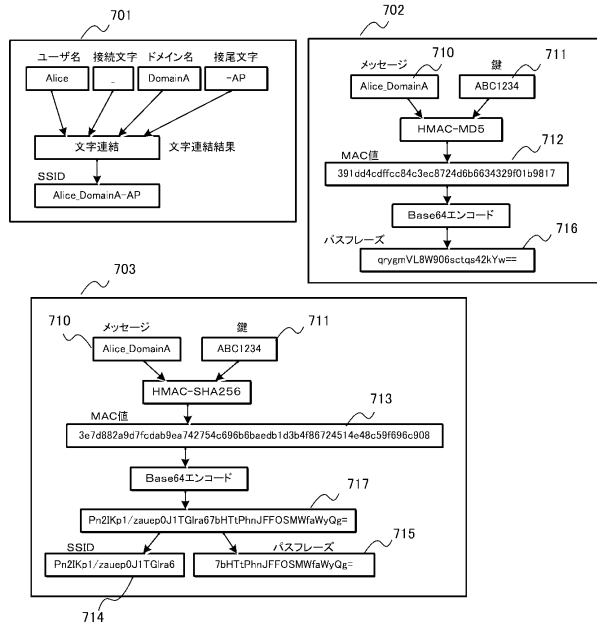 701
ユーザ名 接続文字 ドメイン名 接尾文字
Alice _ DomainA -AP
文字連結 文字連結結果
SSID
Alice_DomainA-AP
702
710 711
メッセージ 鍵
Alice_DomainA ABC1234
HMAC-MD5
712
MAC値
391dd4cdffcc84c3ec8724d6b6634329f01b9817
Base64エンコード
パスフレーズ 716
qrygmVL8W906sctqs42kYw==
703
710 メッセージ 鍵 711
Alice_DomainA ABC1234
HMAC-SHA256
713
MAC値
3e7d882a9d7fcdab9ea742754c696b6baedb1d3b4f86724514e48c59f696c908
Base64エンコード
717
Pn2IKp1/zauep0J1TGlra67bHTtPhnJFFOSMWfaWyQg=
SSID パスフレーズ 715
Pn2IKp1/zauep0J1TGlra6 7bHTtPhnJFFOSMWfaWyQg=
714